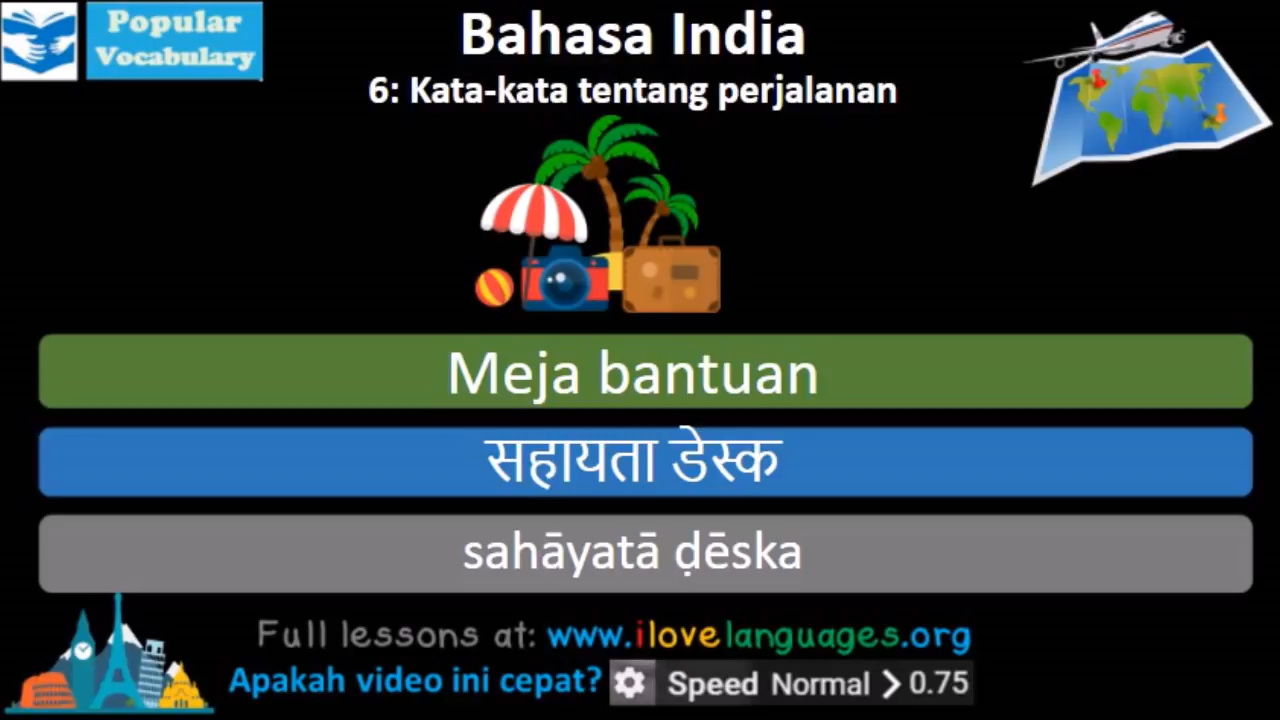 Popular
Vocabulary
Bahasa India
6: Kata-kata tentang perjalanan
Meja bantuan
सहायता डेस्क
sahāyatā ḍēska
Full lessons at: www.ilovelanguages.org
Apakah video ini cepat? Speed Normal > 0.75